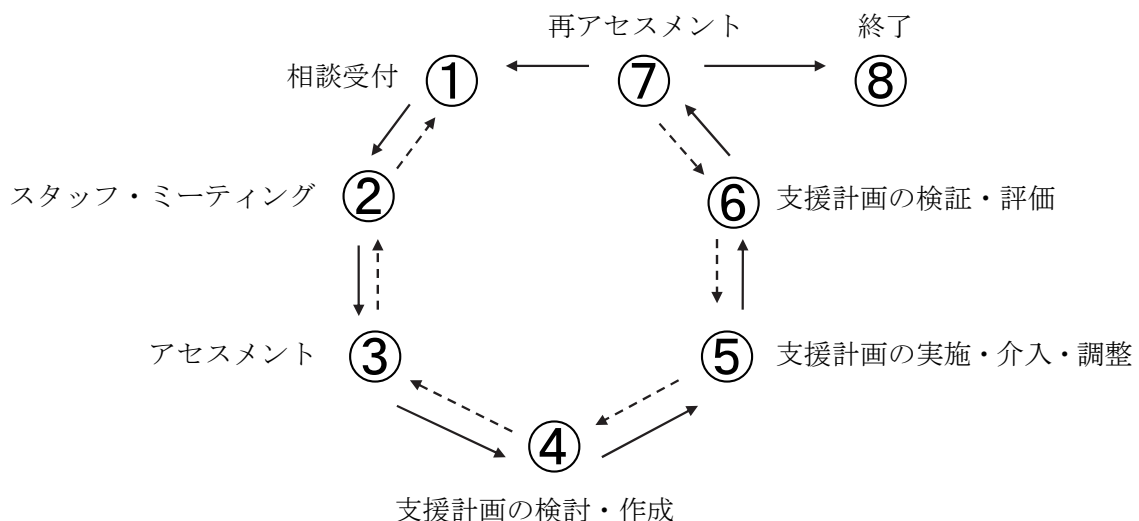 再アセスメント
終了
相談受付
①
⑦
⑧
スタッフ・ミーティング
②
⑥
支援計画の検証・評価
アセスメント
③
⑤
支援計画の実施・介入・調整
④
支援計画の検討・作成